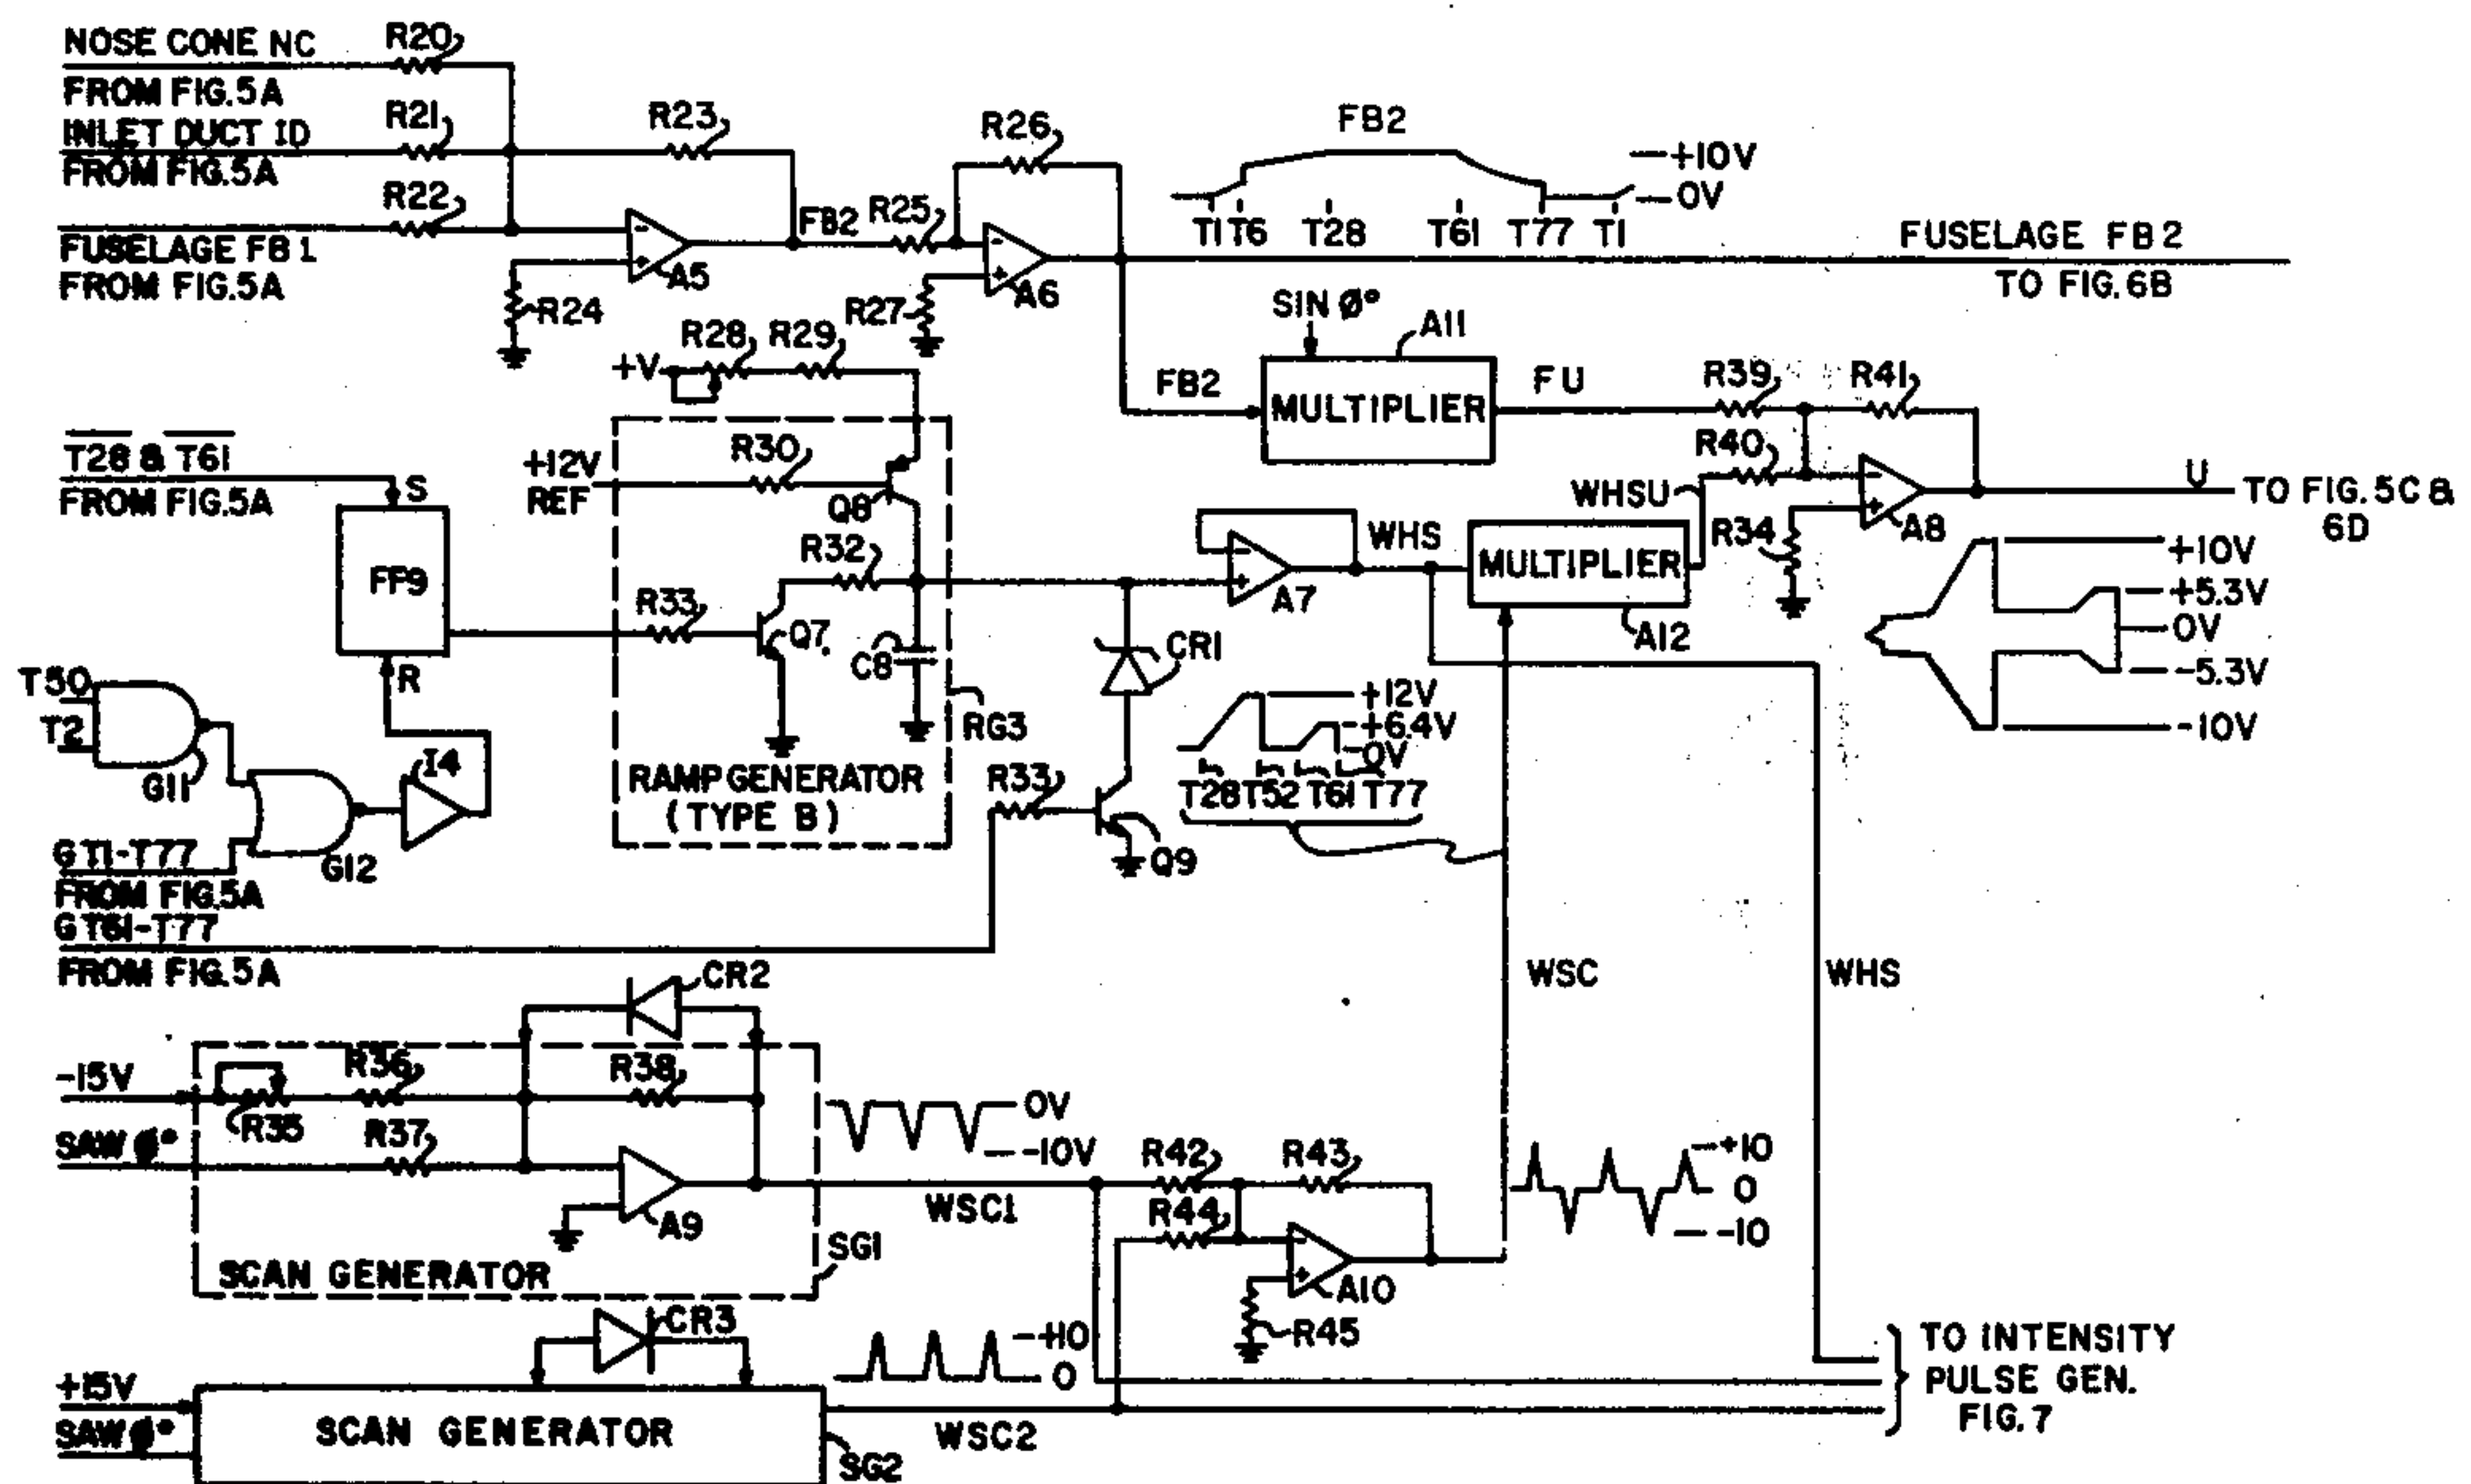 NOSE CONE NC
R20
FROM FIG.5A
R21
INLET DUCT ID
FROM FIG.5A
R22
FUSELAGE FB1
FROM FIG.5A
R23
FB2
R25
A5
R24
R26
A6
R27
FB2
+10V
0V
T1 T6 T28 T61 T77 T1
FUSELAGE FB2
TO FIG.6B
SIN Ø°
A11
FB2
MULTIPLIER
FU
R39
R41
R40
WHSU
R34
A8
U
TO FIG.5C &
6D
+10V
+5.3V
0V
-5.3V
-10V
+V
R28
R29
T28 & T61
FROM FIG.5A
S
FF9
R
+12V
REF
R30
Q8
R32
R33
Q7
C8
RG3
RAMP GENERATOR
(TYPE B)
T50
T2
G11
I4
GT1-T77
G12
FROM FIG.5A
GT61-T77
FROM FIG.5A
A7
WHS
MULTIPLIER
A12
CR1
+12V
+6.4V
0V
T28 T52 T61 T77
R33
Q9
WSC
WHS
CR2
-15V
R36
R38
R35
SAW Ø°
R37
A9
SCAN GENERATOR
SG1
0V
-10V
WSC1
R42
R43
R44
A10
R45
+10
0
-10
CR3
+10
0
+15V
SAW Ø°
SCAN GENERATOR
SG2
WSC2
TO INTENSITY
PULSE GEN.
FIG.7